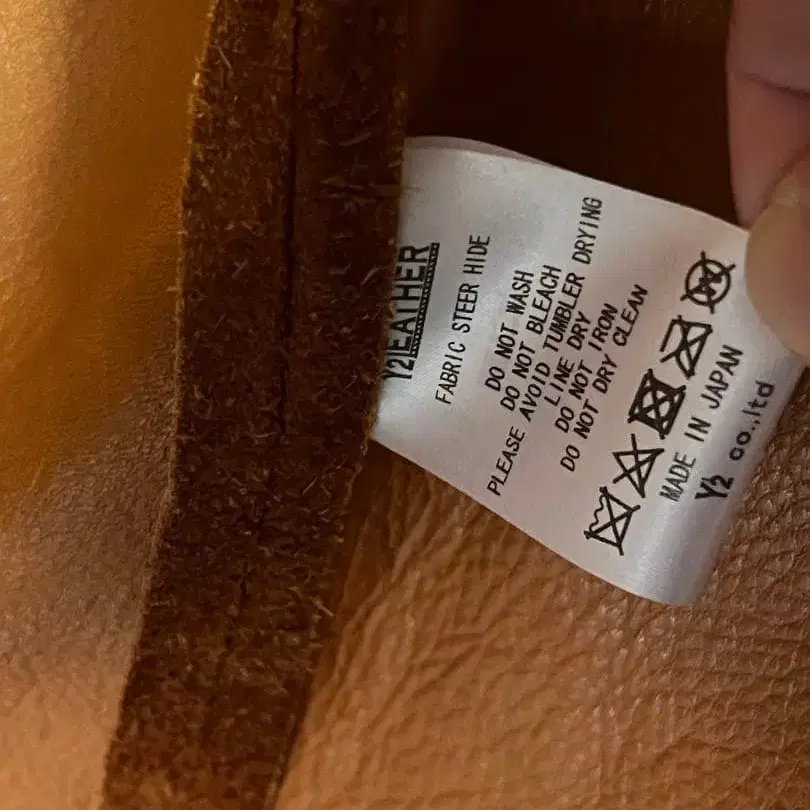 Y2LEATHER
FABRIC STEER HIDE
DO NOT WASH
DO NOT BLEACH
PLEASE AVOID TUMBLER DRYING
LINE DRY
DO NOT IRON
DO NOT DRY CLEAN
MADE IN JAPAN
Y2 co.,ltd